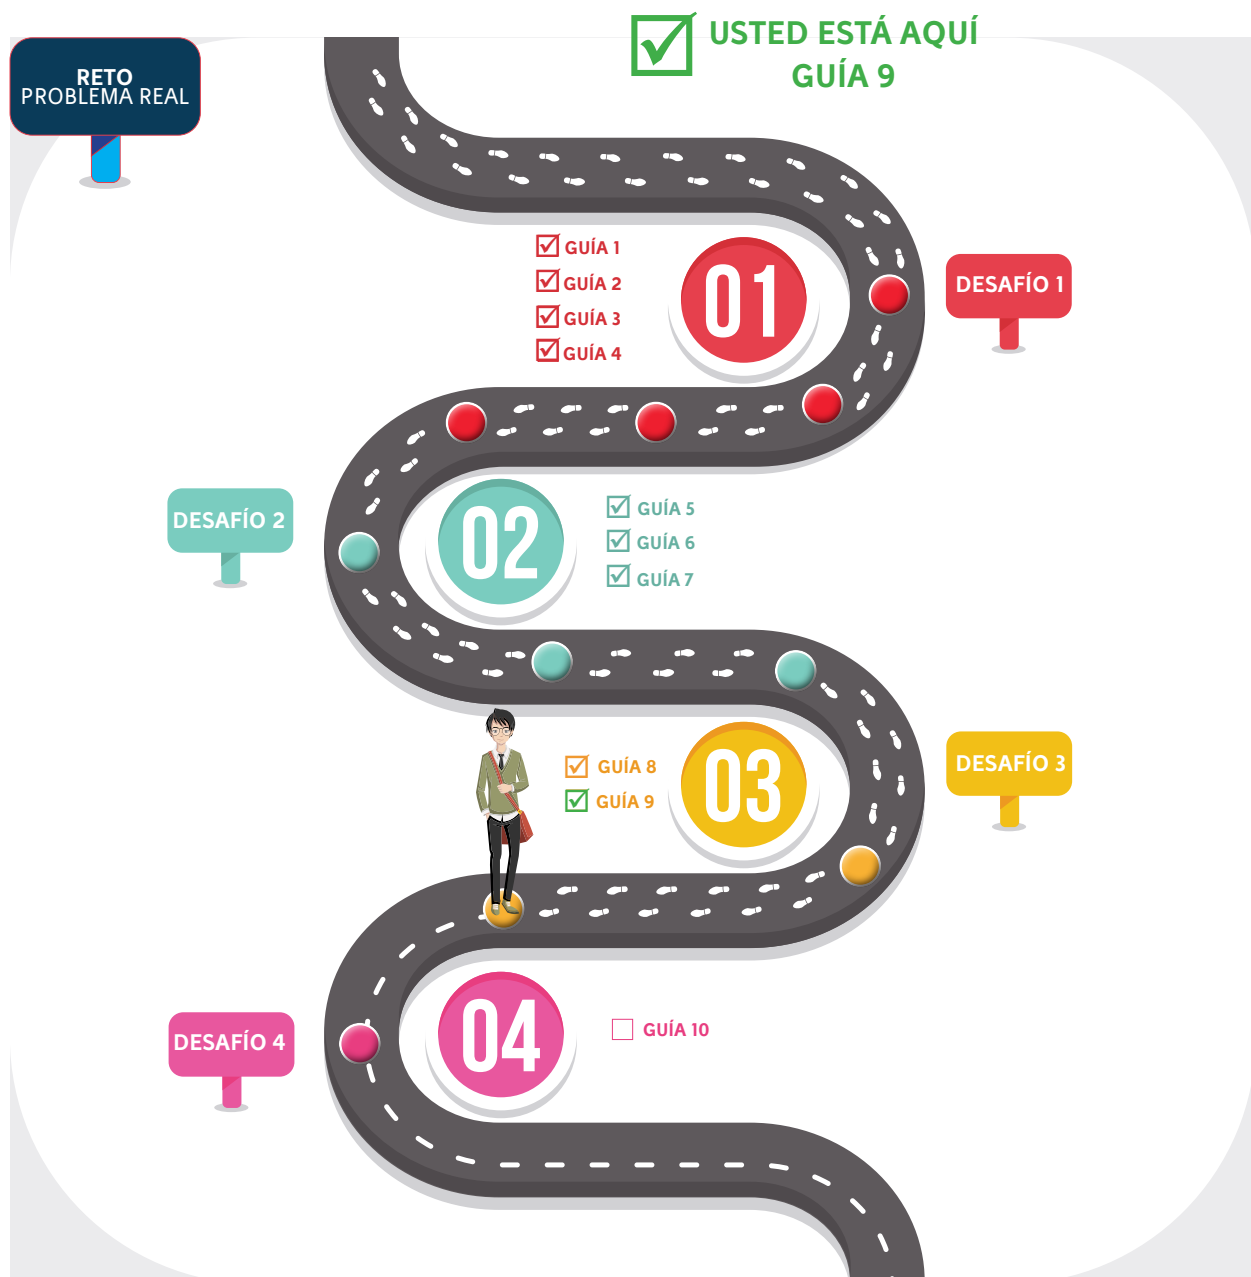 USTED ESTÁ AQUÍ
GUÍA 9
RETO
PROBLEMA REAL
GUÍA 1
GUÍA 2
GUÍA 3
GUÍA 4
01
DESAFÍO 1
DESAFÍO 2
02
GUÍA 5
GUÍA 6
GUÍA 7
GUÍA 8
GUÍA 9
03
DESAFÍO 3
DESAFÍO 4
04
GUÍA 10